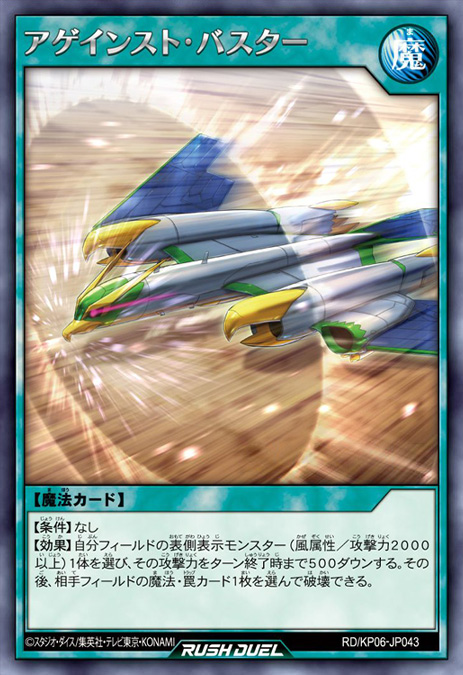 アゲインスト・バスター
魔
【魔法カード】
【条件】なし
【効果】自分フィールドの表側表示モンスター（風属性／攻撃力2000
以上）1体を選び、その攻撃力をターン終了時まで500ダウンする。その
後、相手フィールドの魔法・罠カード1枚を選んで破壊できる。
©スタジオ・ダイス/集英社・テレビ東京・KONAMI
RUSH DUEL
RD/KP06-JP043